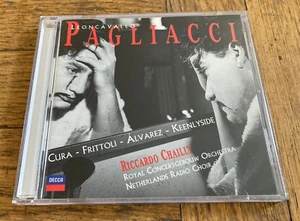 LEONCAVALLO
PAGLIACCI
CURA - FRITTOLI - ALVAREZ - KEENLYSIDE
RICCARDO CHAILLY
ROYAL CONCERTGEBOUW ORCHESTRA
NETHERLANDS RADIO CHOIR
DECCA